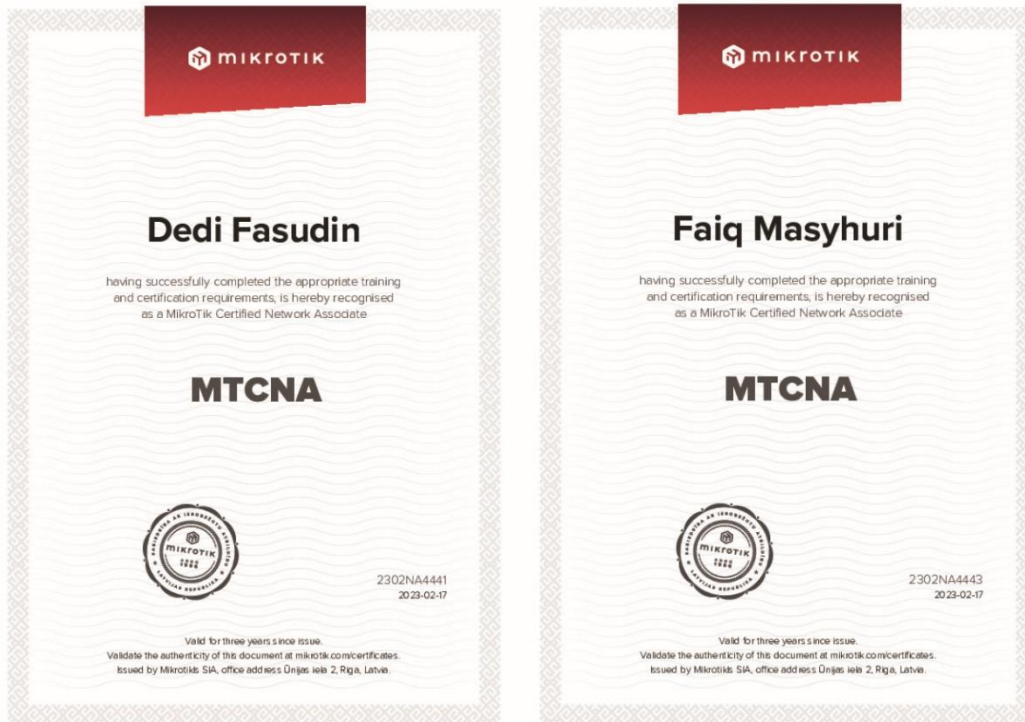 mikrotik
Dedi Fasudin
having successfully completed the appropriate training
and certification requirements, is hereby recognised
as a MikroTik Certified Network Associate
MTCNA
mikrotik
LATVIJAS REPUBLIKA
2302NA4441
2023-02-17
Valid for three years since issue.
Validate the authenticity of this document at mikrotik.com/certificates.
Issued by Mikrotikls SIA, office address Ūnijas iela 2, Riga, Latvia.
mikrotik
Faiq Masyhuri
having successfully completed the appropriate training
and certification requirements, is hereby recognised
as a MikroTik Certified Network Associate
MTCNA
mikrotik
LATVIJAS REPUBLIKA
2302NA4443
2023-02-17
Valid for three years since issue.
Validate the authenticity of this document at mikrotik.com/certificates.
Issued by Mikrotikls SIA, office address Ūnijas iela 2, Riga, Latvia.